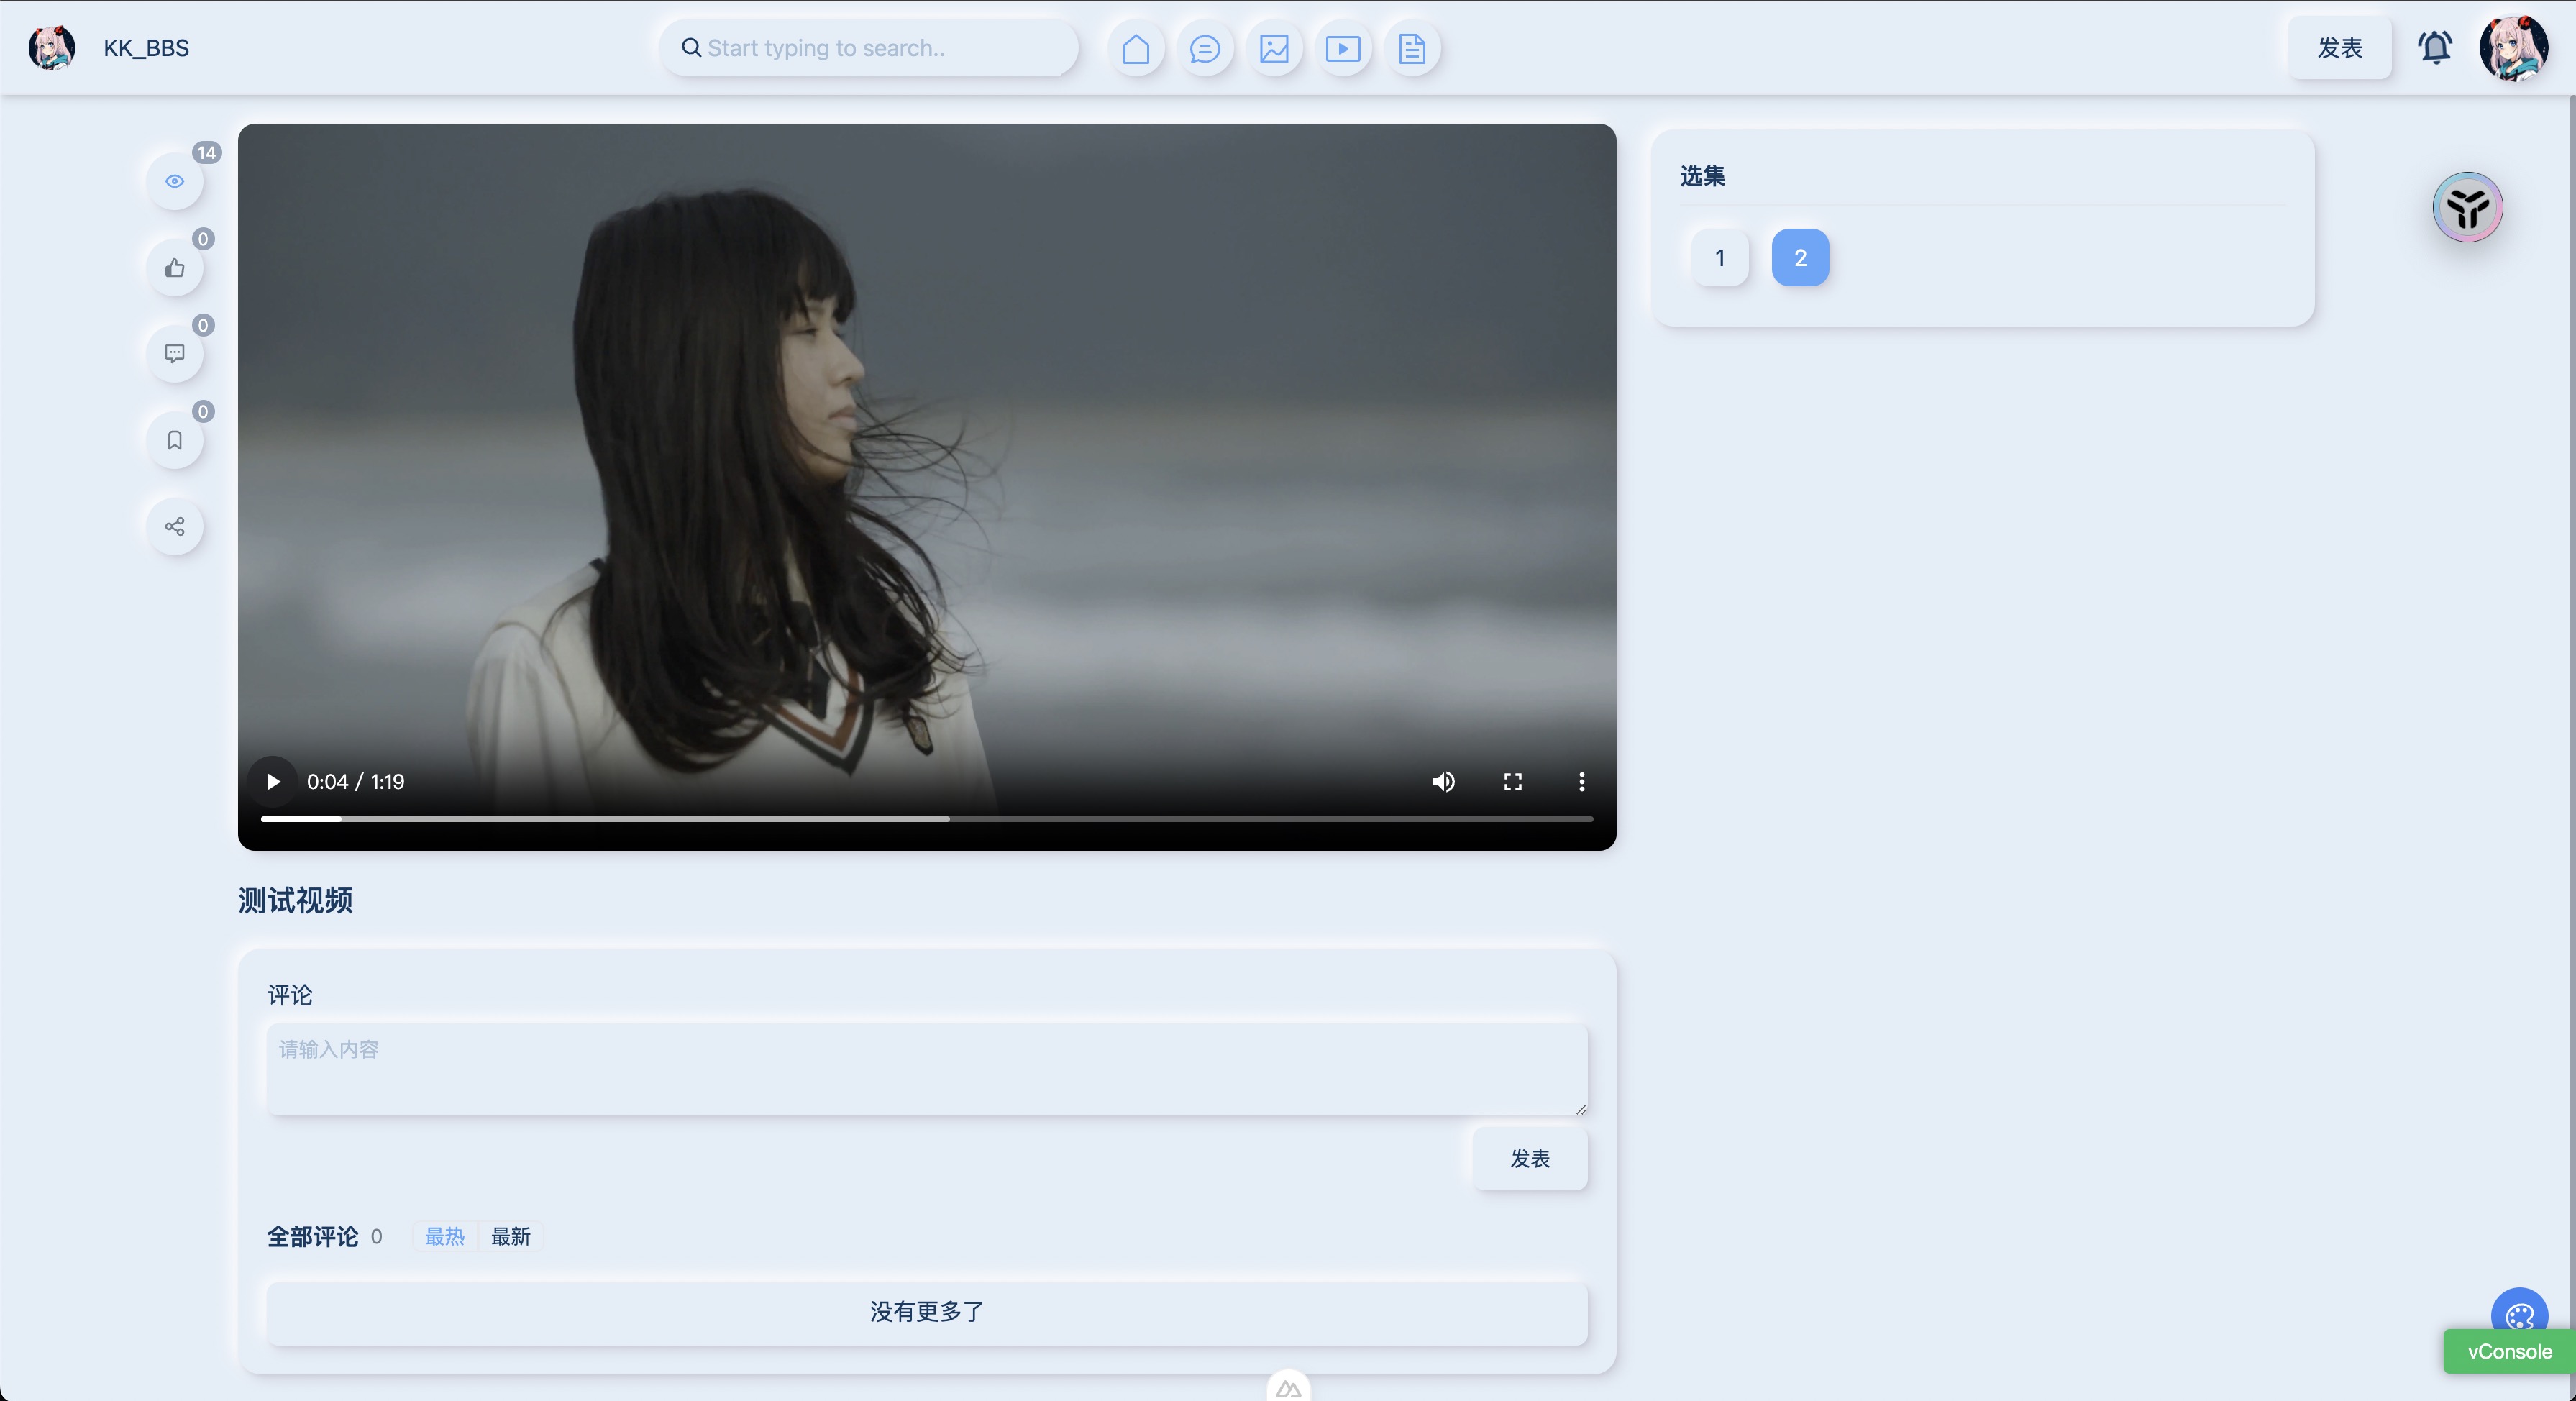 KK_BBS
Start typing to search..
发表
14
0
0
0
选集
1
2
0:04 / 1:19
测试视频
评论
请输入内容
发表
全部评论 0 最热 最新
没有更多了
vConsole